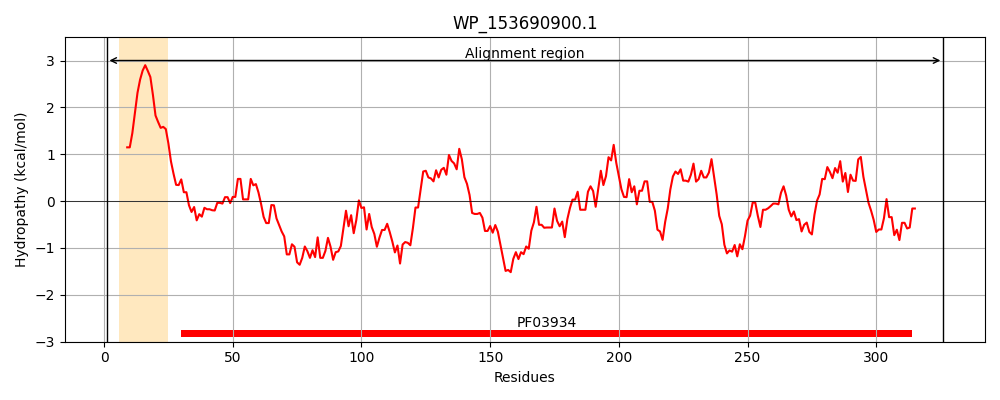 WP_153690900.1
Alignment region
Hydropathy (kcal/mol)
3
2
1
0
−1
−2
−3
PF03934
0 50 100 150 200 250 300
Residues